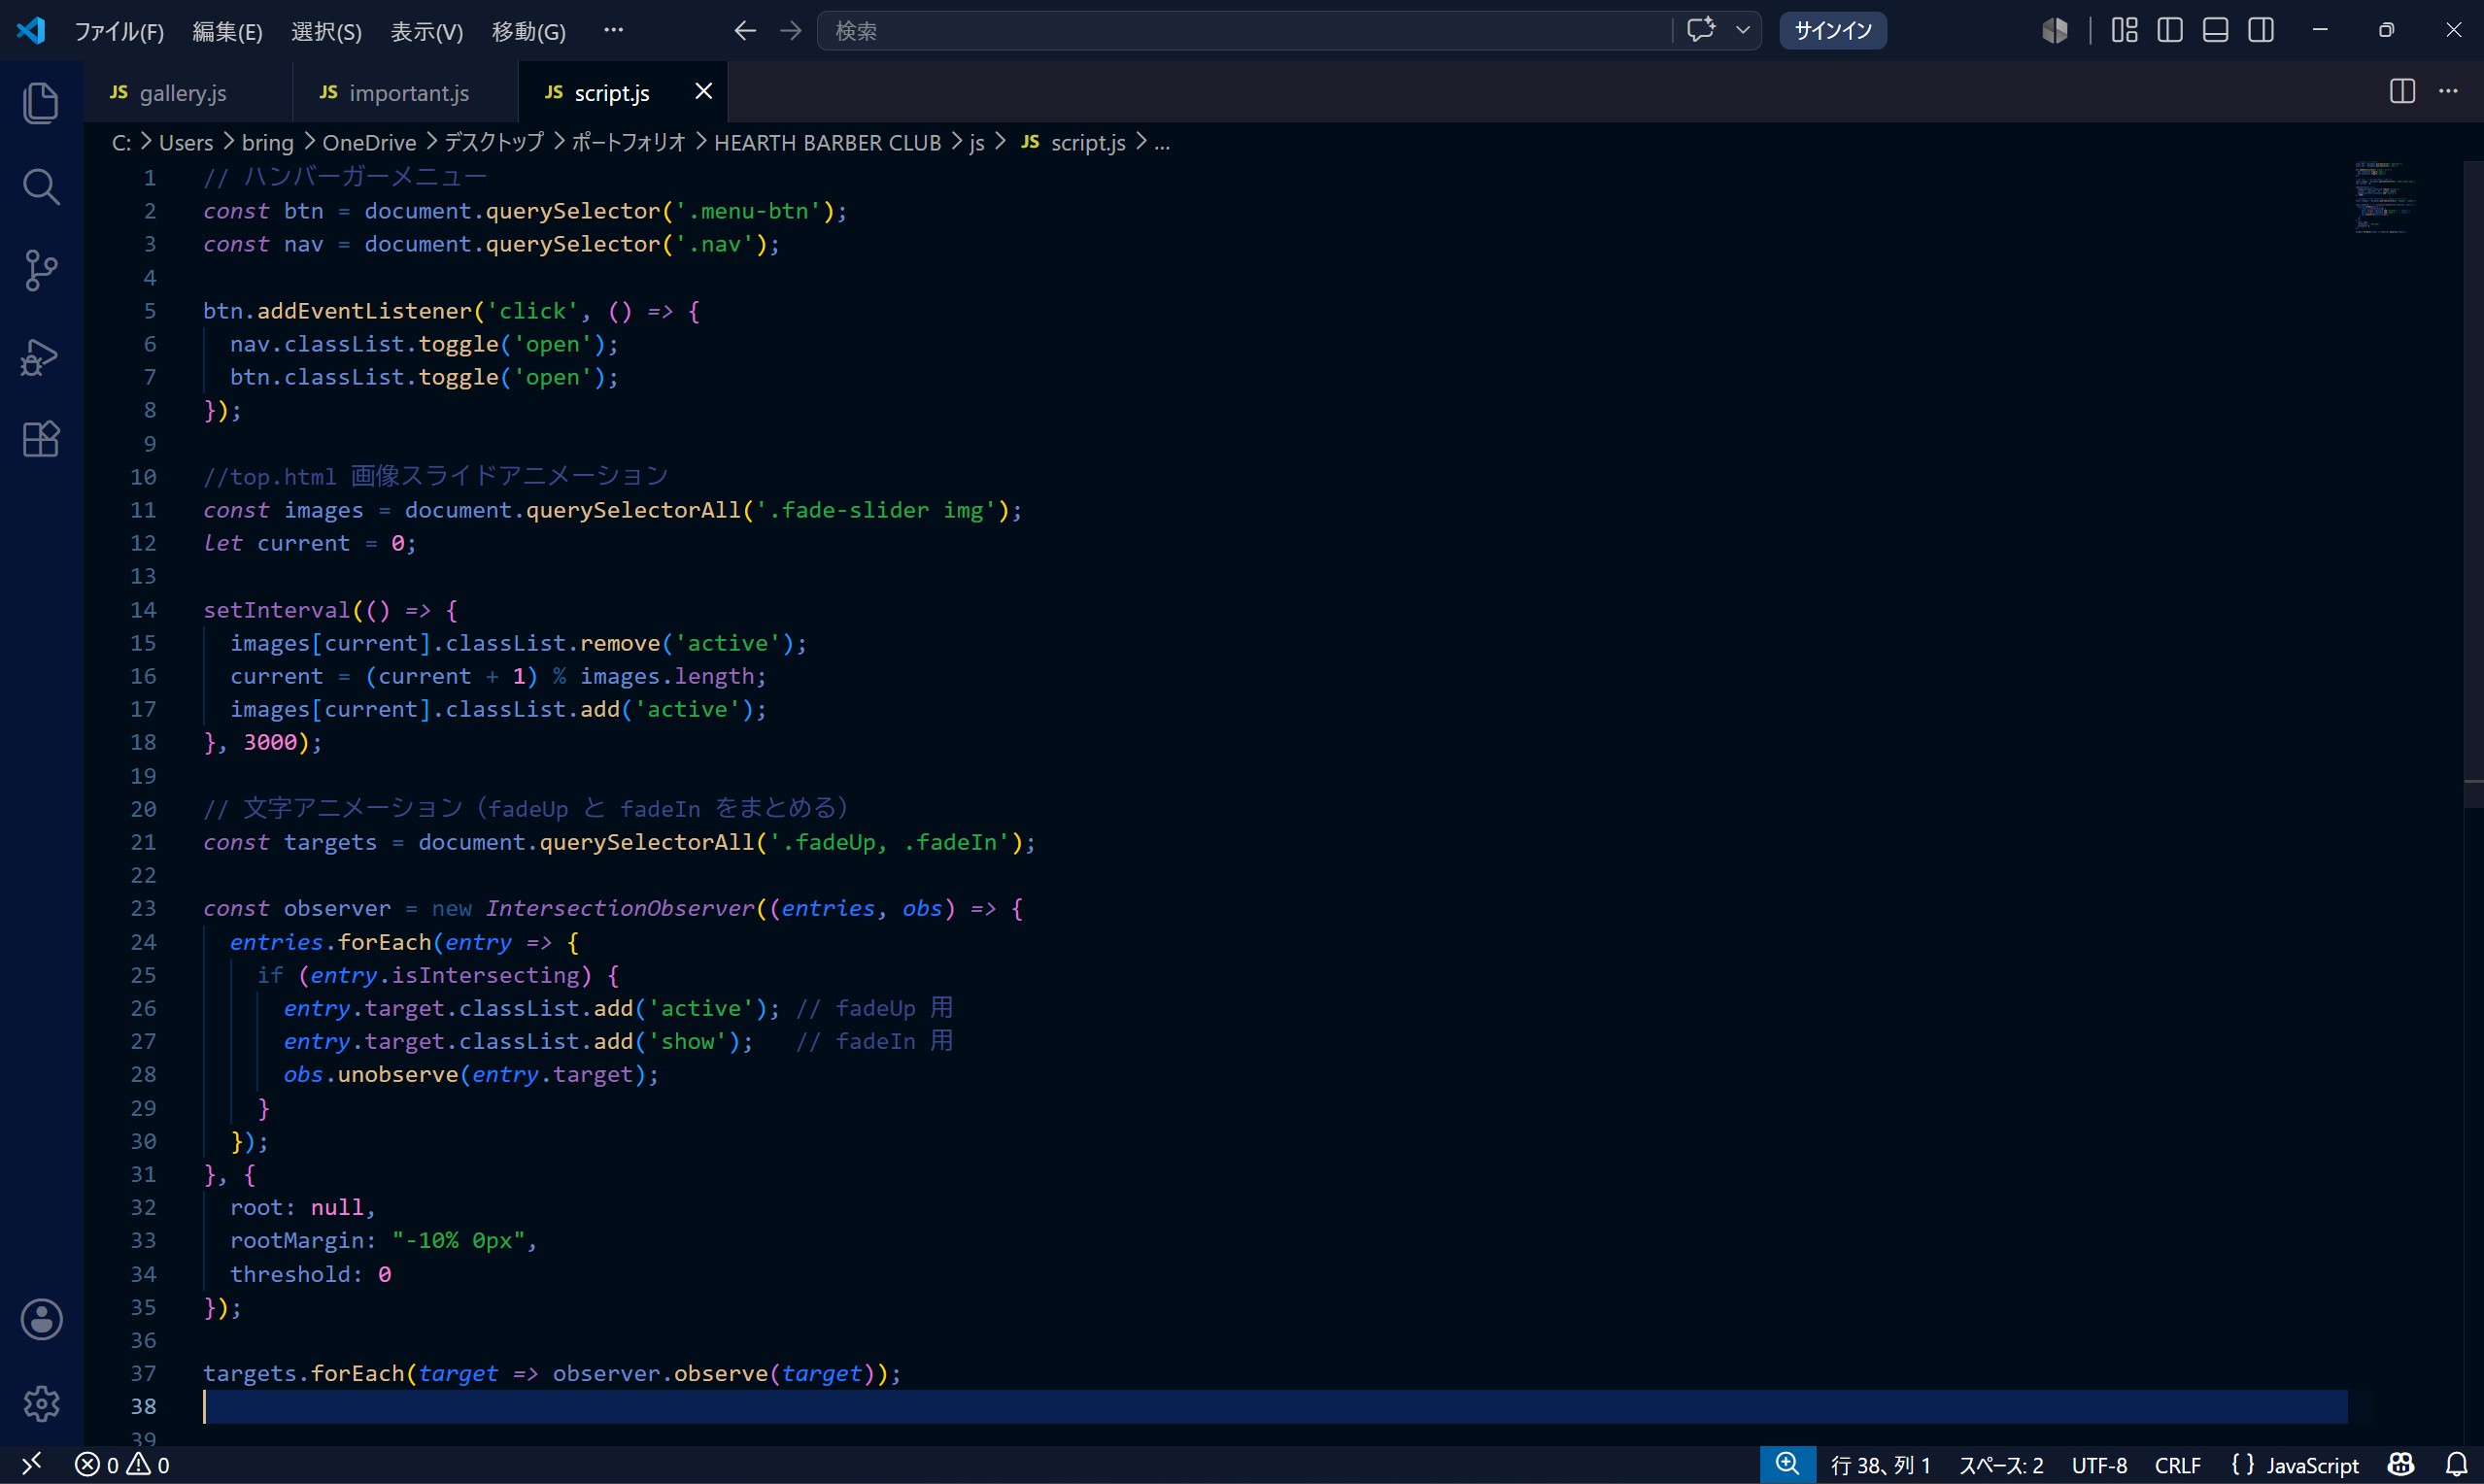 ファイル(F) 編集(E) 選択(S) 表示(V) 移動(G) ··· 検索 サインイン
JS gallery.js JS important.js JS script.js
C: > Users > bring > OneDrive > デスクトップ > ポートフォリオ > HEARTH BARBER CLUB > js > JS script.js > ...
1 // ハンバーガーメニュー
2 const btn = document.querySelector('.menu-btn');
3 const nav = document.querySelector('.nav');
4
5 btn.addEventListener('click', () => {
6 nav.classList.toggle('open');
7 btn.classList.toggle('open');
8 });
9
10 //top.html 画像スライドアニメーション
11 const images = document.querySelectorAll('.fade-slider img');
12 let current = 0;
13
14 setInterval(() => {
15 images[current].classList.remove('active');
16 current = (current + 1) % images.length;
17 images[current].classList.add('active');
18 }, 3000);
19
20 // 文字アニメーション（fadeUp と fadeIn をまとめる）
21 const targets = document.querySelectorAll('.fadeUp, .fadeIn');
22
23 const observer = new IntersectionObserver((entries, obs) => {
24 entries.forEach(entry => {
25 if (entry.isIntersecting) {
26 entry.target.classList.add('active'); // fadeUp 用
27 entry.target.classList.add('show'); // fadeIn 用
28 obs.unobserve(entry.target);
29 }
30 });
31 }, {
32 root: null,
33 rootMargin: "-10% 0px",
34 threshold: 0
35 });
36
37 targets.forEach(target => observer.observe(target));
38
39
0 0 行 38、列 1 スペース: 2 UTF-8 CRLF { } JavaScript